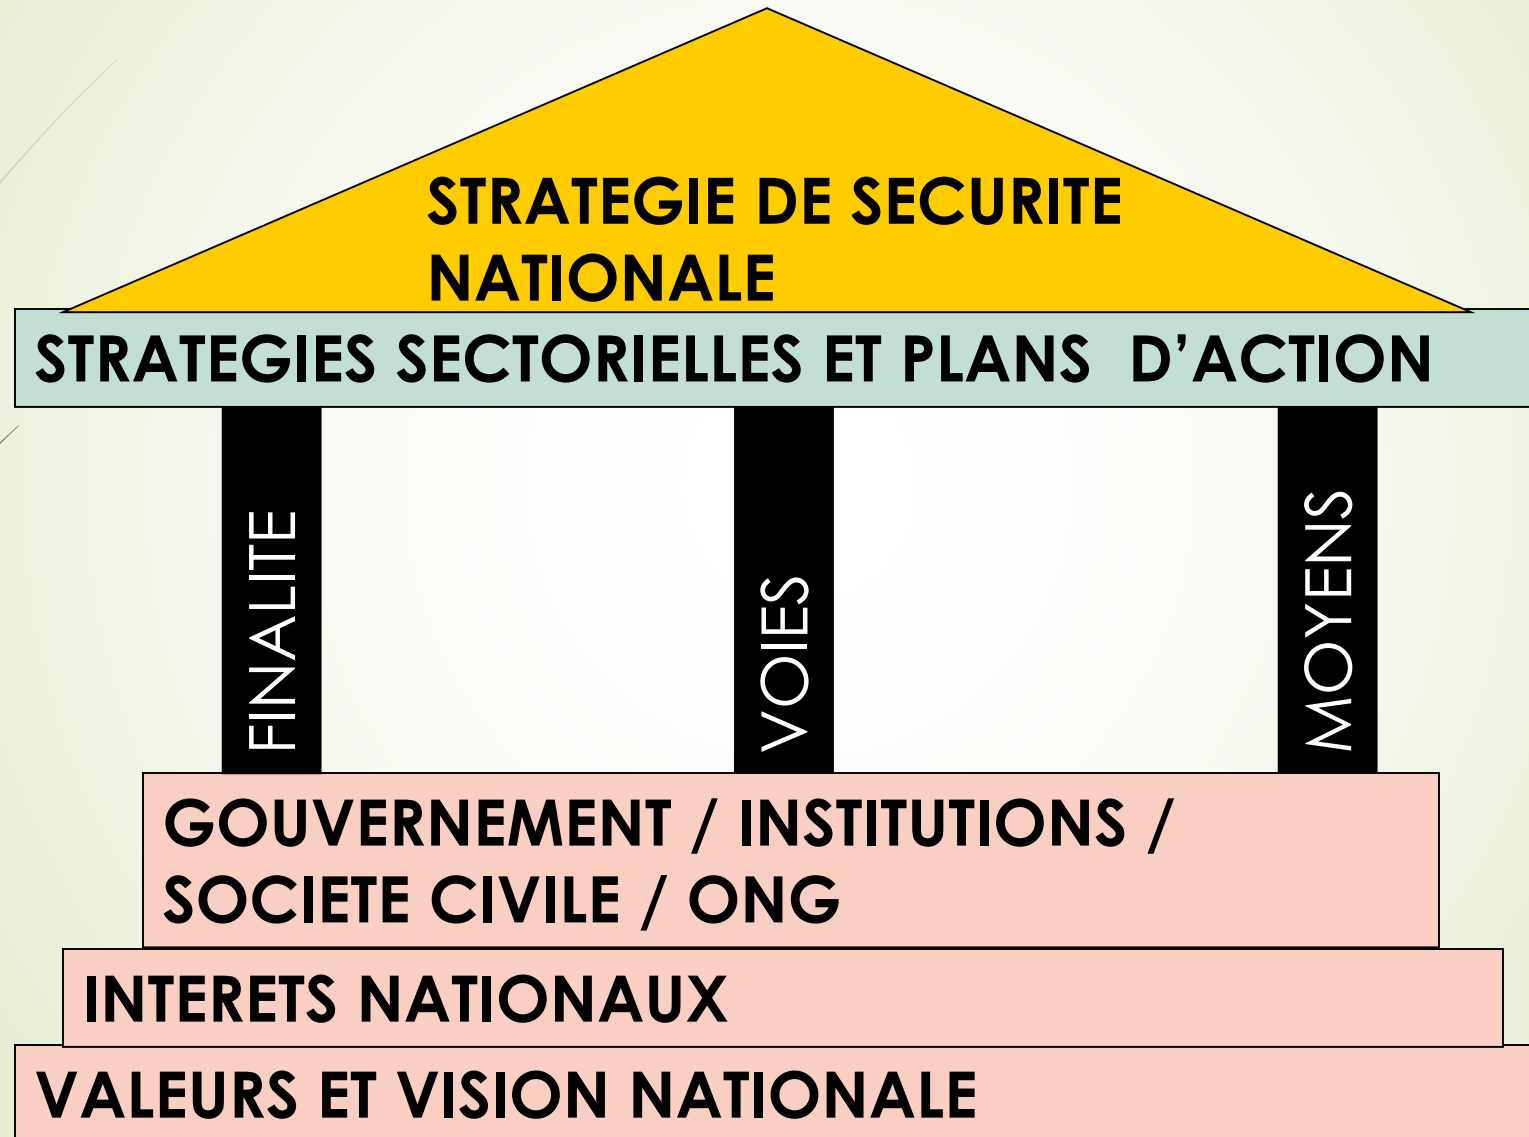 STRATEGIE DE SECURITE
NATIONALE
STRATEGIES SECTORIELLES ET PLANS D’ACTION
FINALITE
VOIES
MOYENS
GOUVERNEMENT / INSTITUTIONS /
SOCIETE CIVILE / ONG
INTERETS NATIONAUX
VALEURS ET VISION NATIONALE